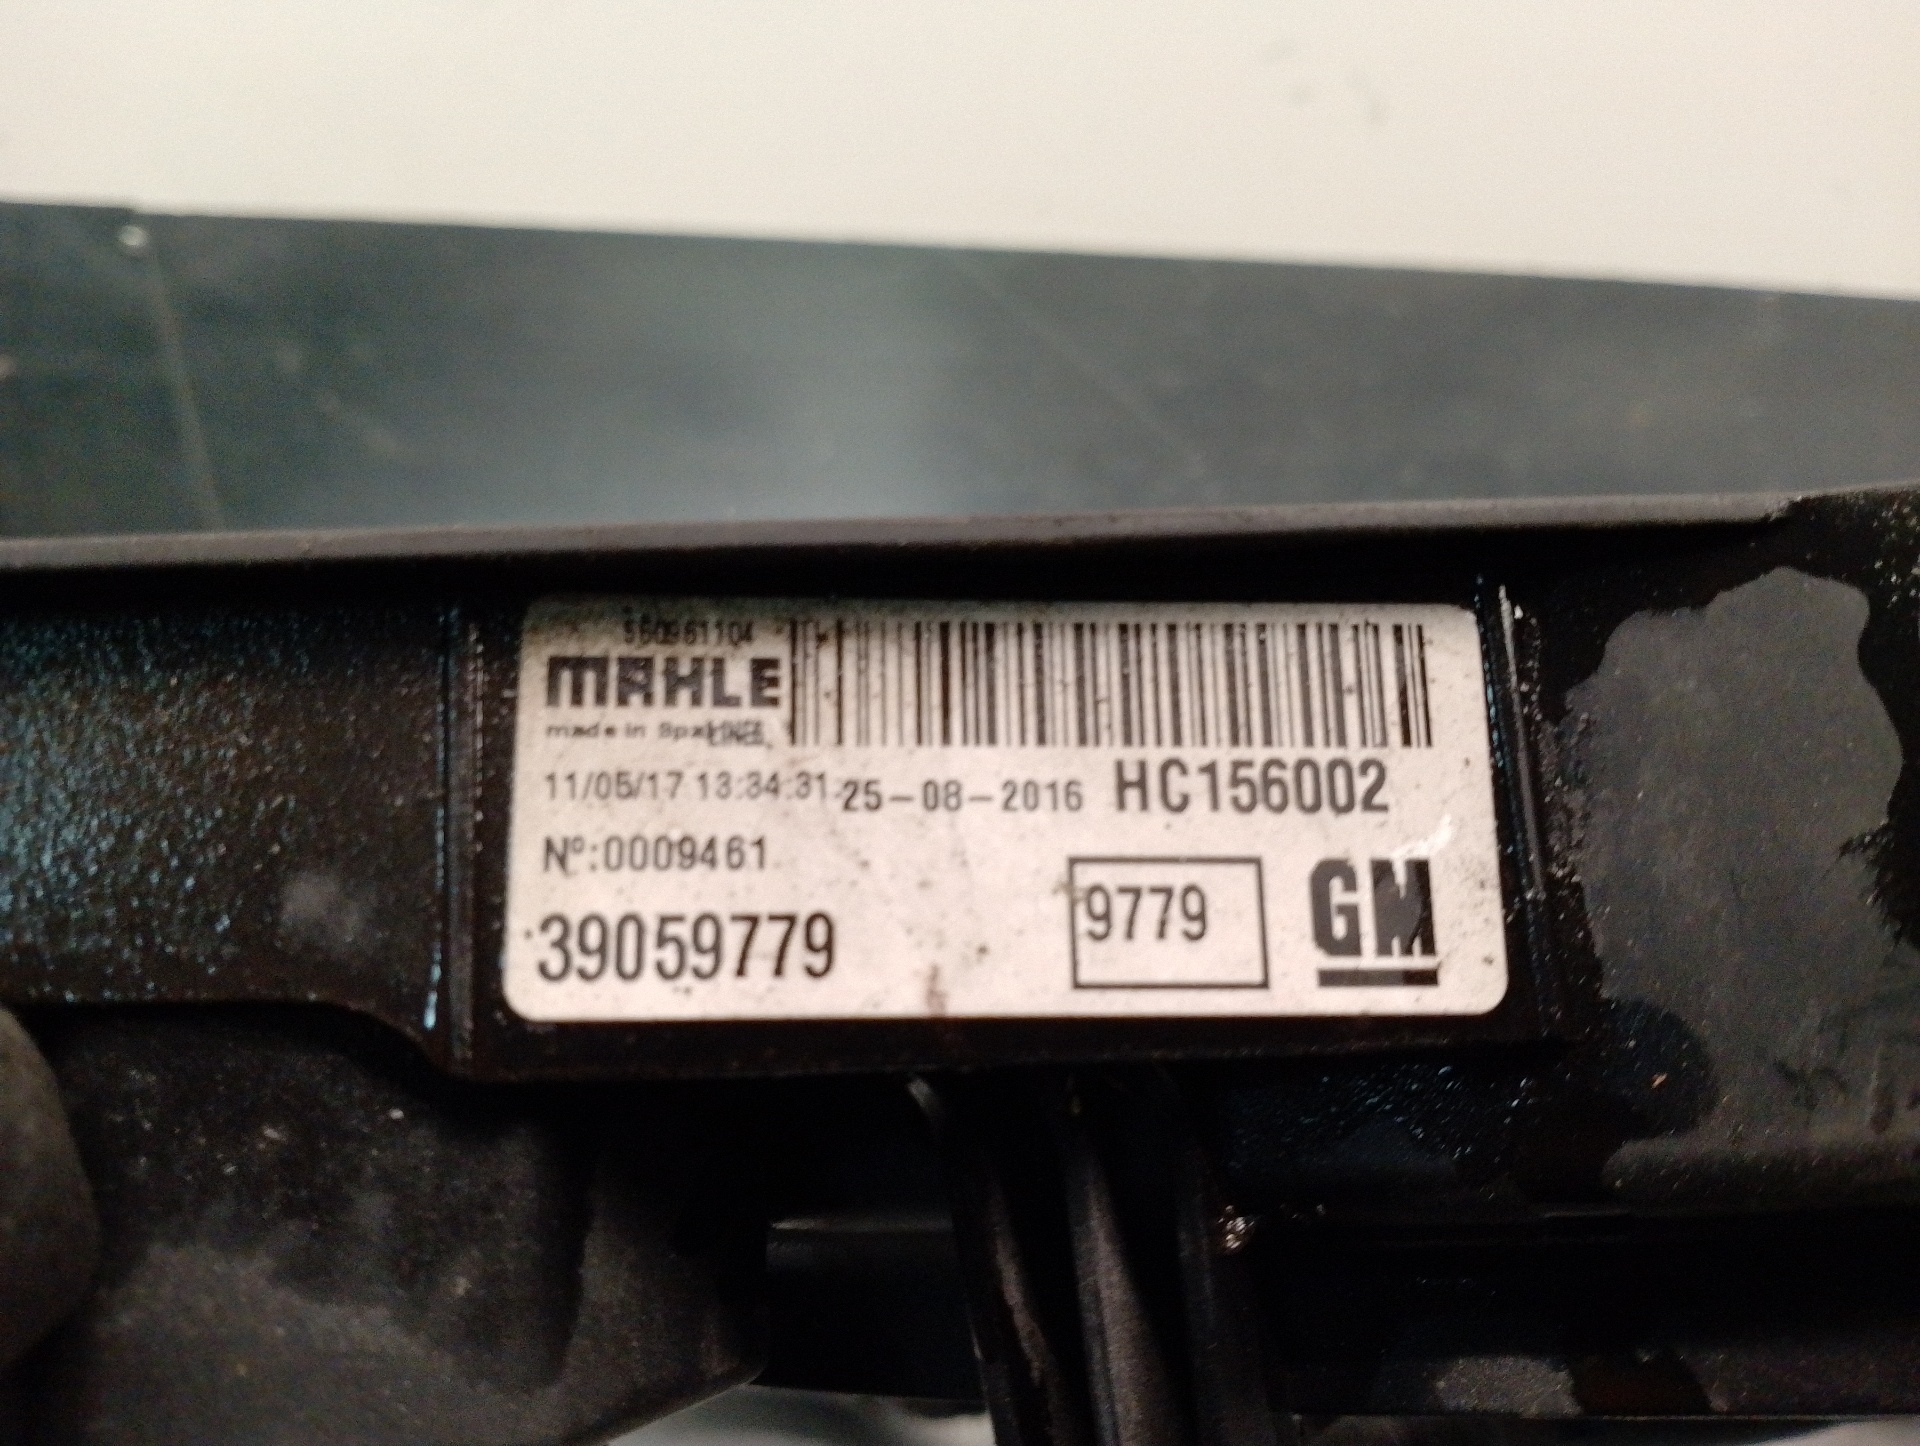 560961104
MAHLE
made in Spain
11/05/17 13:34:31 25-08-2016 HC156002
Nº:0009461
39059779
9779
GM